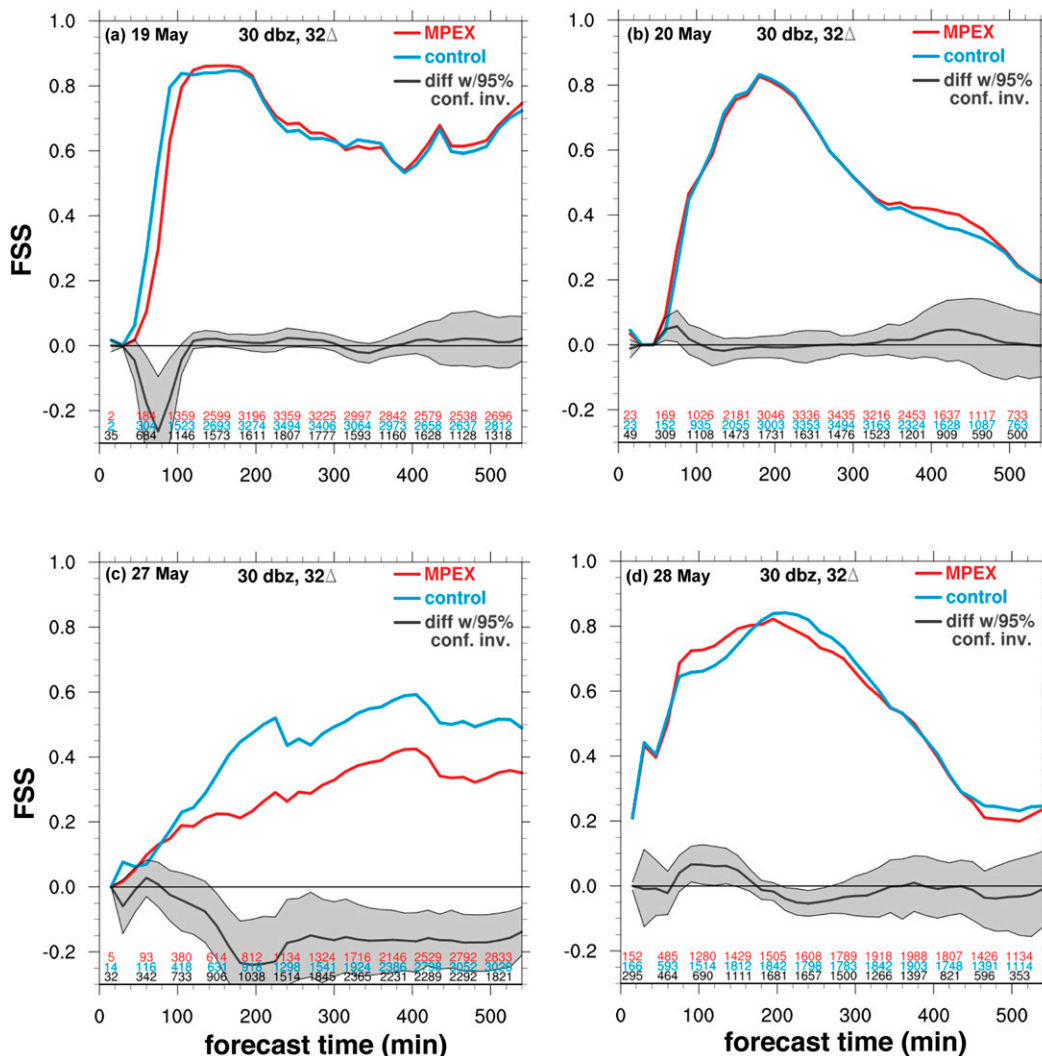 (a) 19 May 30 dbz, 32Δ MPEX
control
diff w/95%
conf. inv.
1.0
0.8
0.6
0.4
0.2
0.0
-0.2
FSS
2 184 1359 2599 3196 3359 3225 2997 2842 2579 2538 2696
2 304 1523 2693 3274 3494 3406 3064 2973 2658 2637 2812
35 694 1146 1573 1611 1807 1777 1593 1160 1628 1128 1318
0 100 200 300 400 500
(b) 20 May 30 dbz, 32Δ MPEX
control
diff w/95%
conf. inv.
1.0
0.8
0.6
0.4
0.2
0.0
-0.2
23 169 1026 2181 3046 3336 3435 3216 2453 1637 1117 733
23 152 935 2055 3003 3353 3494 3163 2324 1628 1087 763
49 309 1108 1473 1731 1631 1476 1523 1201 909 590 500
0 100 200 300 400 500
(c) 27 May 30 dbz, 32Δ MPEX
control
diff w/95%
conf. inv.
1.0
0.8
0.6
0.4
0.2
0.0
-0.2
FSS
5 93 380 614 812 1134 1324 1716 2146 2529 2792 2833
14 116 418 631 918 1298 1541 1924 2386 2798 3052 3026
32 342 733 906 1038 1514 1845 2365 2231 2289 2292 1821
0 100 200 300 400 500
forecast time (min)
(d) 28 May 30 dbz, 32Δ MPEX
control
diff w/95%
conf. inv.
1.0
0.8
0.6
0.4
0.2
0.0
-0.2
152 485 1280 1429 1505 1608 1789 1918 1988 1807 1426 1134
166 593 1514 1812 1842 1798 1783 1842 1903 1748 1391 1114
295 464 690 1011 1681 1657 1500 1266 1397 821 596 353
0 100 200 300 400 500
forecast time (min)